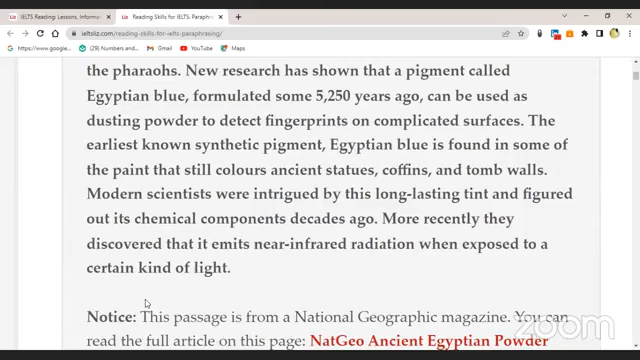 Liz IELTS Reading: Lessons, Informat
Liz Reading Skills for IELTS: Paraphr
ieltsliz.com/reading-skills-for-ielts-paraphrasing/
https://www.google...
(29) Numbers and...
Gmail
YouTube
Maps
the pharaohs. New research has shown that a pigment called
Egyptian blue, formulated some 5,250 years ago, can be used as
dusting powder to detect fingerprints on complicated surfaces. The
earliest known synthetic pigment, Egyptian blue is found in some of
the paint that still colours ancient statues, coffins, and tomb walls.
Modern scientists were intrigued by this long-lasting tint and figured
out its chemical components decades ago. More recently they
discovered that it emits near-infrared radiation when exposed to a
certain kind of light.
Notice: This passage is from a National Geographic magazine. You can
read the full article on this page: NatGeo Ancient Egyptian Powder
zoom